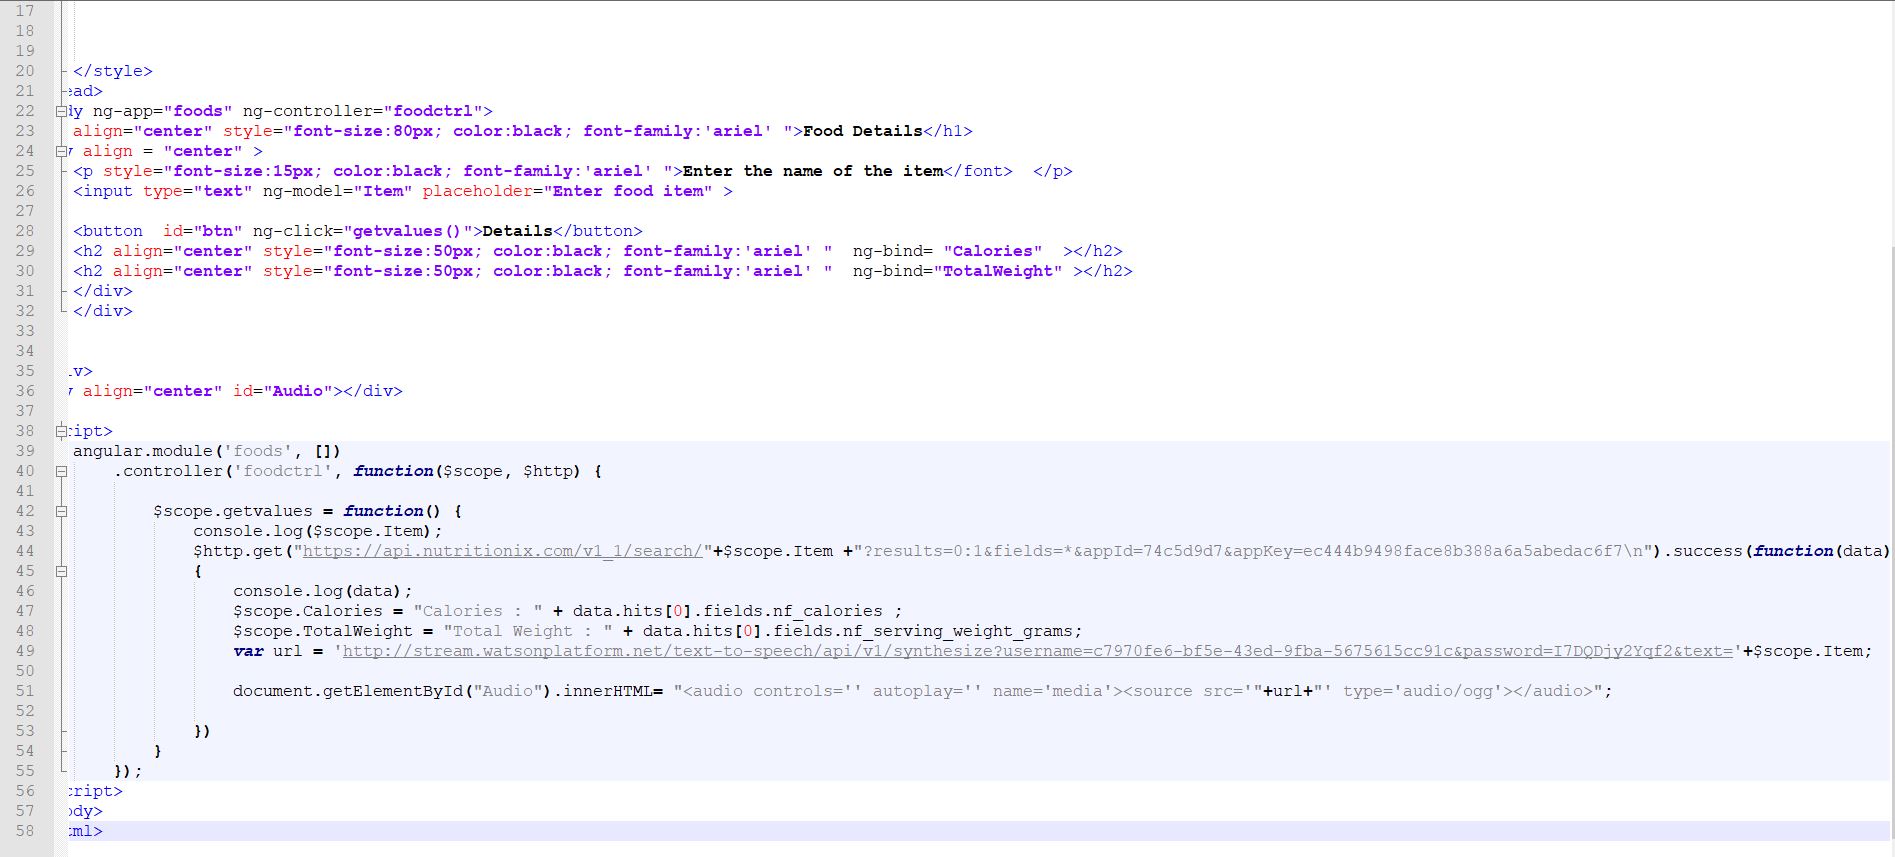 17
18
19
20 </style>
21 ead>
22 dy ng-app="foods" ng-controller="foodctrl">
23 align="center" style="font-size:80px; color:black; font-family:'ariel' ">Food Details</h1>
24 v align = "center" >
25 <p style="font-size:15px; color:black; font-family:'ariel' ">Enter the name of the item</font>  </p>
26 <input type="text" ng-model="Item" placeholder="Enter food item" >
27
28 <button  id="btn" ng-click="getvalues()">Details</button>
29 <h2 align="center" style="font-size:50px; color:black; font-family:'ariel' "  ng-bind= "Calories"  ></h2>
30 <h2 align="center" style="font-size:50px; color:black; font-family:'ariel' "  ng-bind="TotalWeight" ></h2>
31 </div>
32 </div>
33
34
35 iv>
36 v align="center" id="Audio"></div>
37
38 ript>
39 angular.module('foods', [])
40 .controller('foodctrl', function($scope, $http) {
41
42 $scope.getvalues = function() {
43 console.log($scope.Item);
44 $http.get("https://api.nutritionix.com/v1_1/search/"+$scope.Item +"?results=0:1&fields=*&appId=74c5d9d7&appKey=ec444b9498face8b388a6a5abedac6f7\n").success(function(data)
45 {
46 console.log(data);
47 $scope.Calories = "Calories : " + data.hits[0].fields.nf_calories ;
48 $scope.TotalWeight = "Total Weight : " + data.hits[0].fields.nf_serving_weight_grams;
49 var url = 'http://stream.watsonplatform.net/text-to-speech/api/v1/synthesize?username=c7970fe6-bf5e-43ed-9fba-5675615cc91c&password=I7DQDjy2Yqf2&text='+$scope.Item;
50
51 document.getElementById("Audio").innerHTML= "<audio controls='' autoplay='' name='media'><source src='"+url+"' type='audio/ogg'></audio>";
52
53 })
54 }
55 });
56 cript>
57 ody>
58 tml>